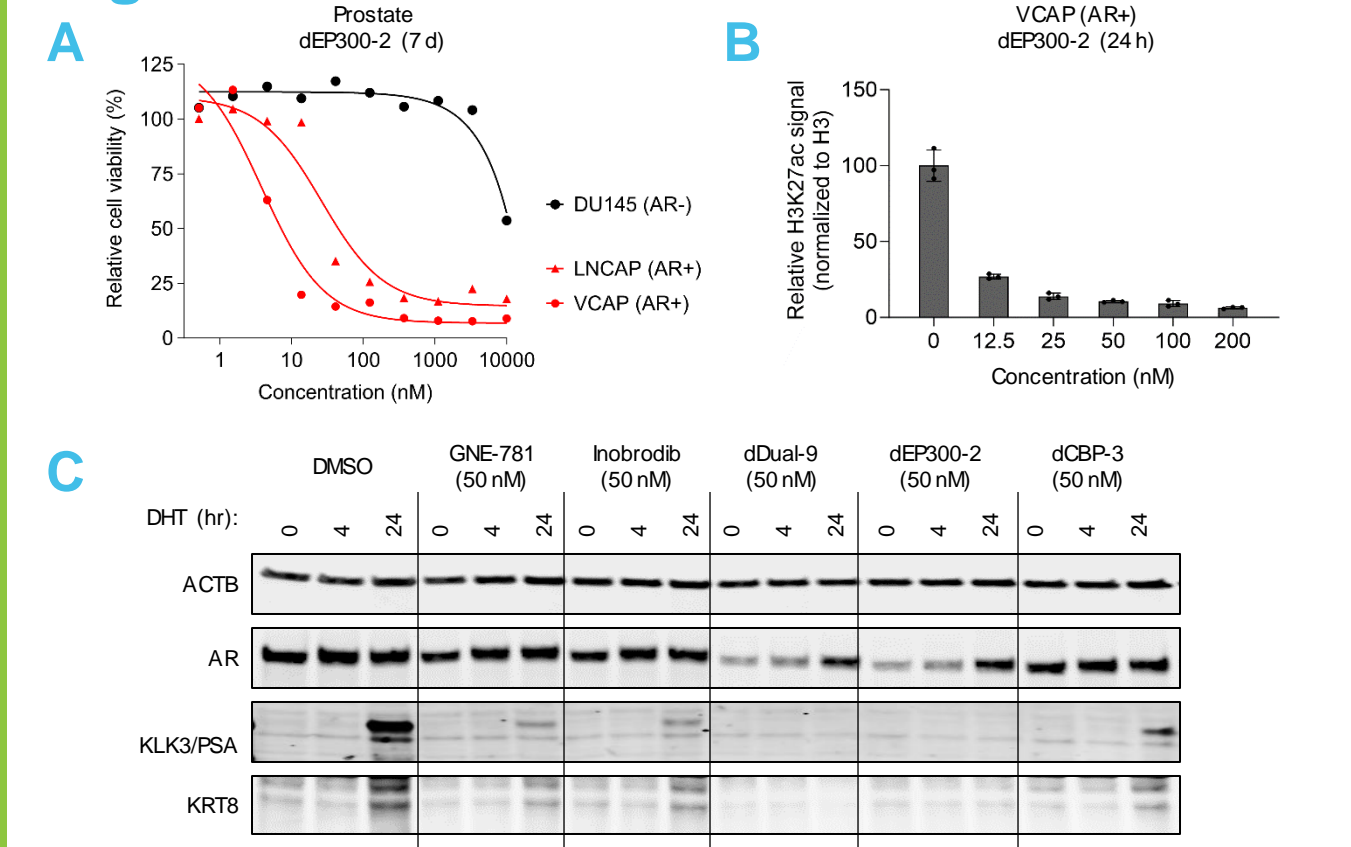 A
Prostate
dEP300-2 (7 d)
Relative cell viability (%)
125
100
75
50
25
0
1
10
100
1000
10000
Concentration (nM)
DU145 (AR-)
LNCAP (AR+)
VCAP (AR+)
B
VCAP (AR+)
dEP300-2 (24 h)
Relative H3K27ac signal
(normalized to H3)
150
100
50
0
0
12.5
25
50
100
200
Concentration (nM)
C
DMSO
GNE-781
(50 nM)
Inobrodib
(50 nM)
dDual-9
(50 nM)
dEP300-2
(50 nM)
dCBP-3
(50 nM)
DHT (hr):
0 4 24 0 4 24 0 4 24 0 4 24 0 4 24 0 4 24
ACTB
AR
KLK3/PSA
KRT8